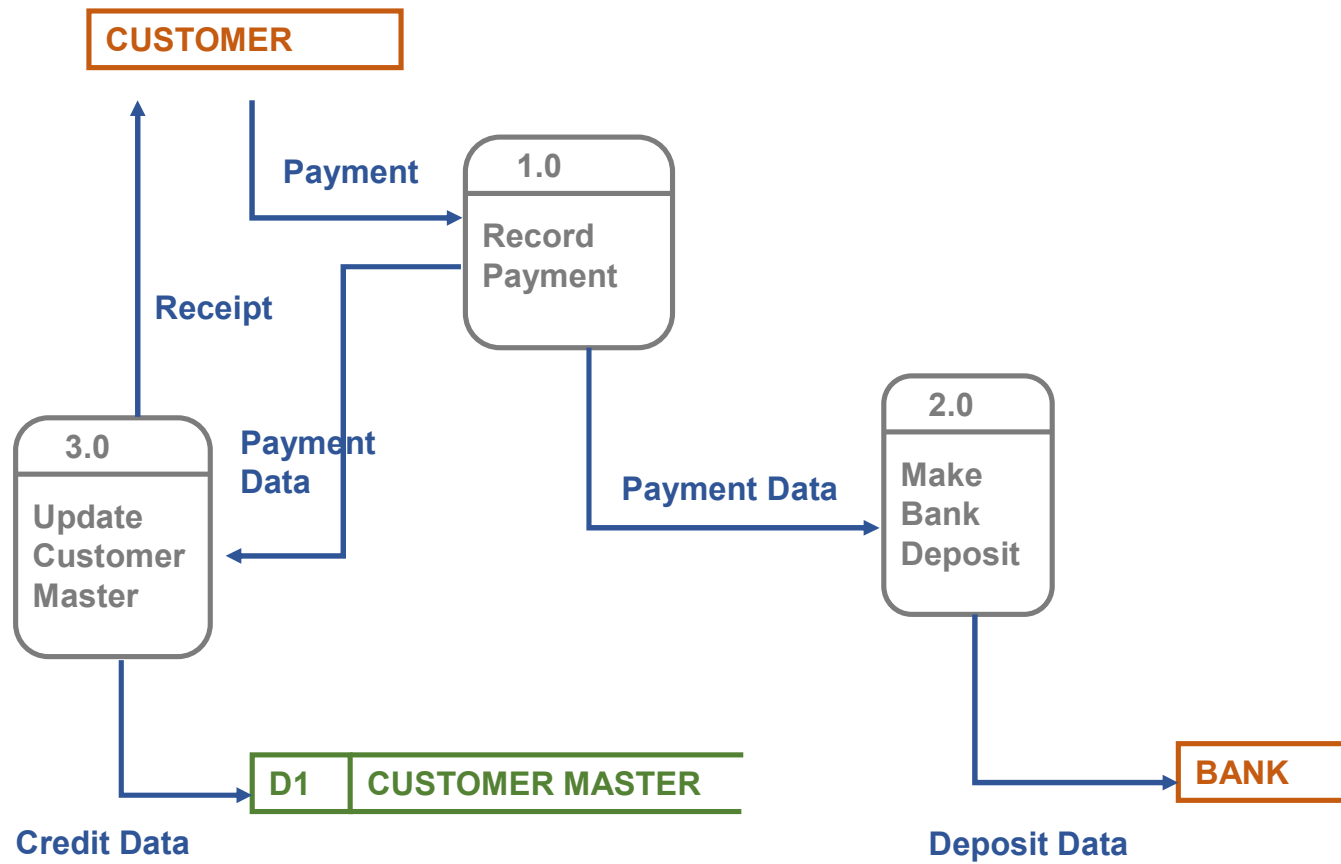 CUSTOMER
Payment
1.0
Record
Payment
Receipt
3.0
Update
Customer
Master
Payment
Data
Payment Data
2.0
Make
Bank
Deposit
D1
CUSTOMER MASTER
BANK
Credit Data
Deposit Data